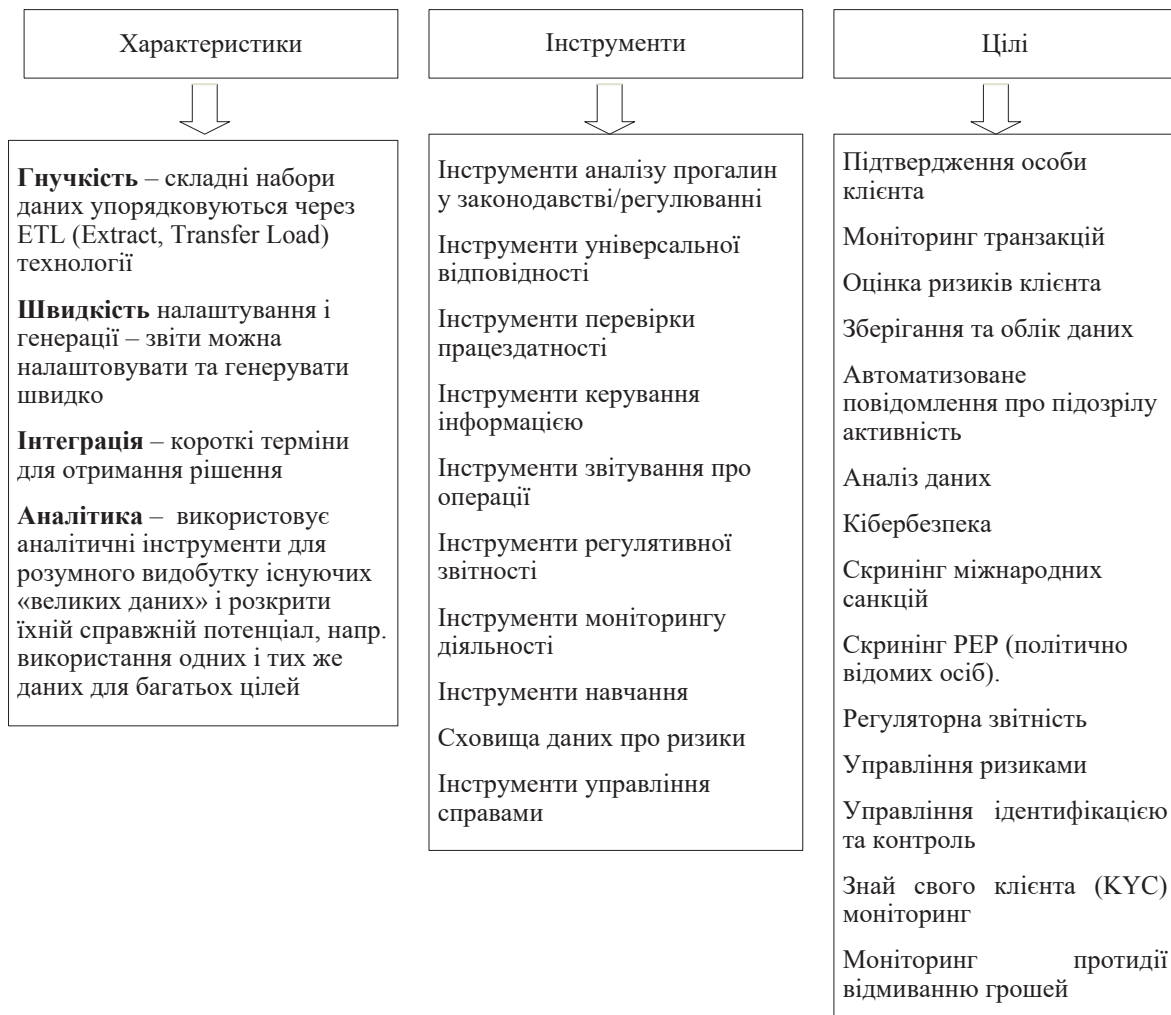 Характеристики
Гнучкість – складні набори
даних упорядковуються через
ETL (Extract, Transfer Load)
технології
Швидкість налаштування і
генерації – звіти можна
налаштовувати та генерувати
швидко
Інтеграція – короткі терміни
для отримання рішення
Аналітика – використовує
аналітичні інструменти для
розумного видобутку існуючих
«великих даних» і розкрити
їхній справжній потенціал, напр.
використання одних і тих же
даних для багатьох цілей
Інструменти
Інструменти аналізу прогалин
у законодавстві/регулюванні
Інструменти універсальної
відповідності
Інструменти перевірки
працездатності
Інструменти керування
інформацією
Інструменти звітування про
операції
Інструменти регулятивної
звітності
Інструменти моніторингу
діяльності
Інструменти навчання
Сховища даних про ризики
Інструменти управління
справами
Цілі
Підтвердження особи
клієнта
Моніторинг транзакцій
Оцінка ризиків клієнта
Зберігання та облік даних
Автоматизоване
повідомлення про підозрілу
активність
Аналіз даних
Кібербезпека
Скринінг міжнародних
санкцій
Скринінг PEP (політично
відомих осіб).
Регуляторна звітність
Управління ризиками
Управління ідентифікацією
та контроль
Знай свого клієнта (KYC)
моніторинг
Моніторинг протидії
відмиванню грошей